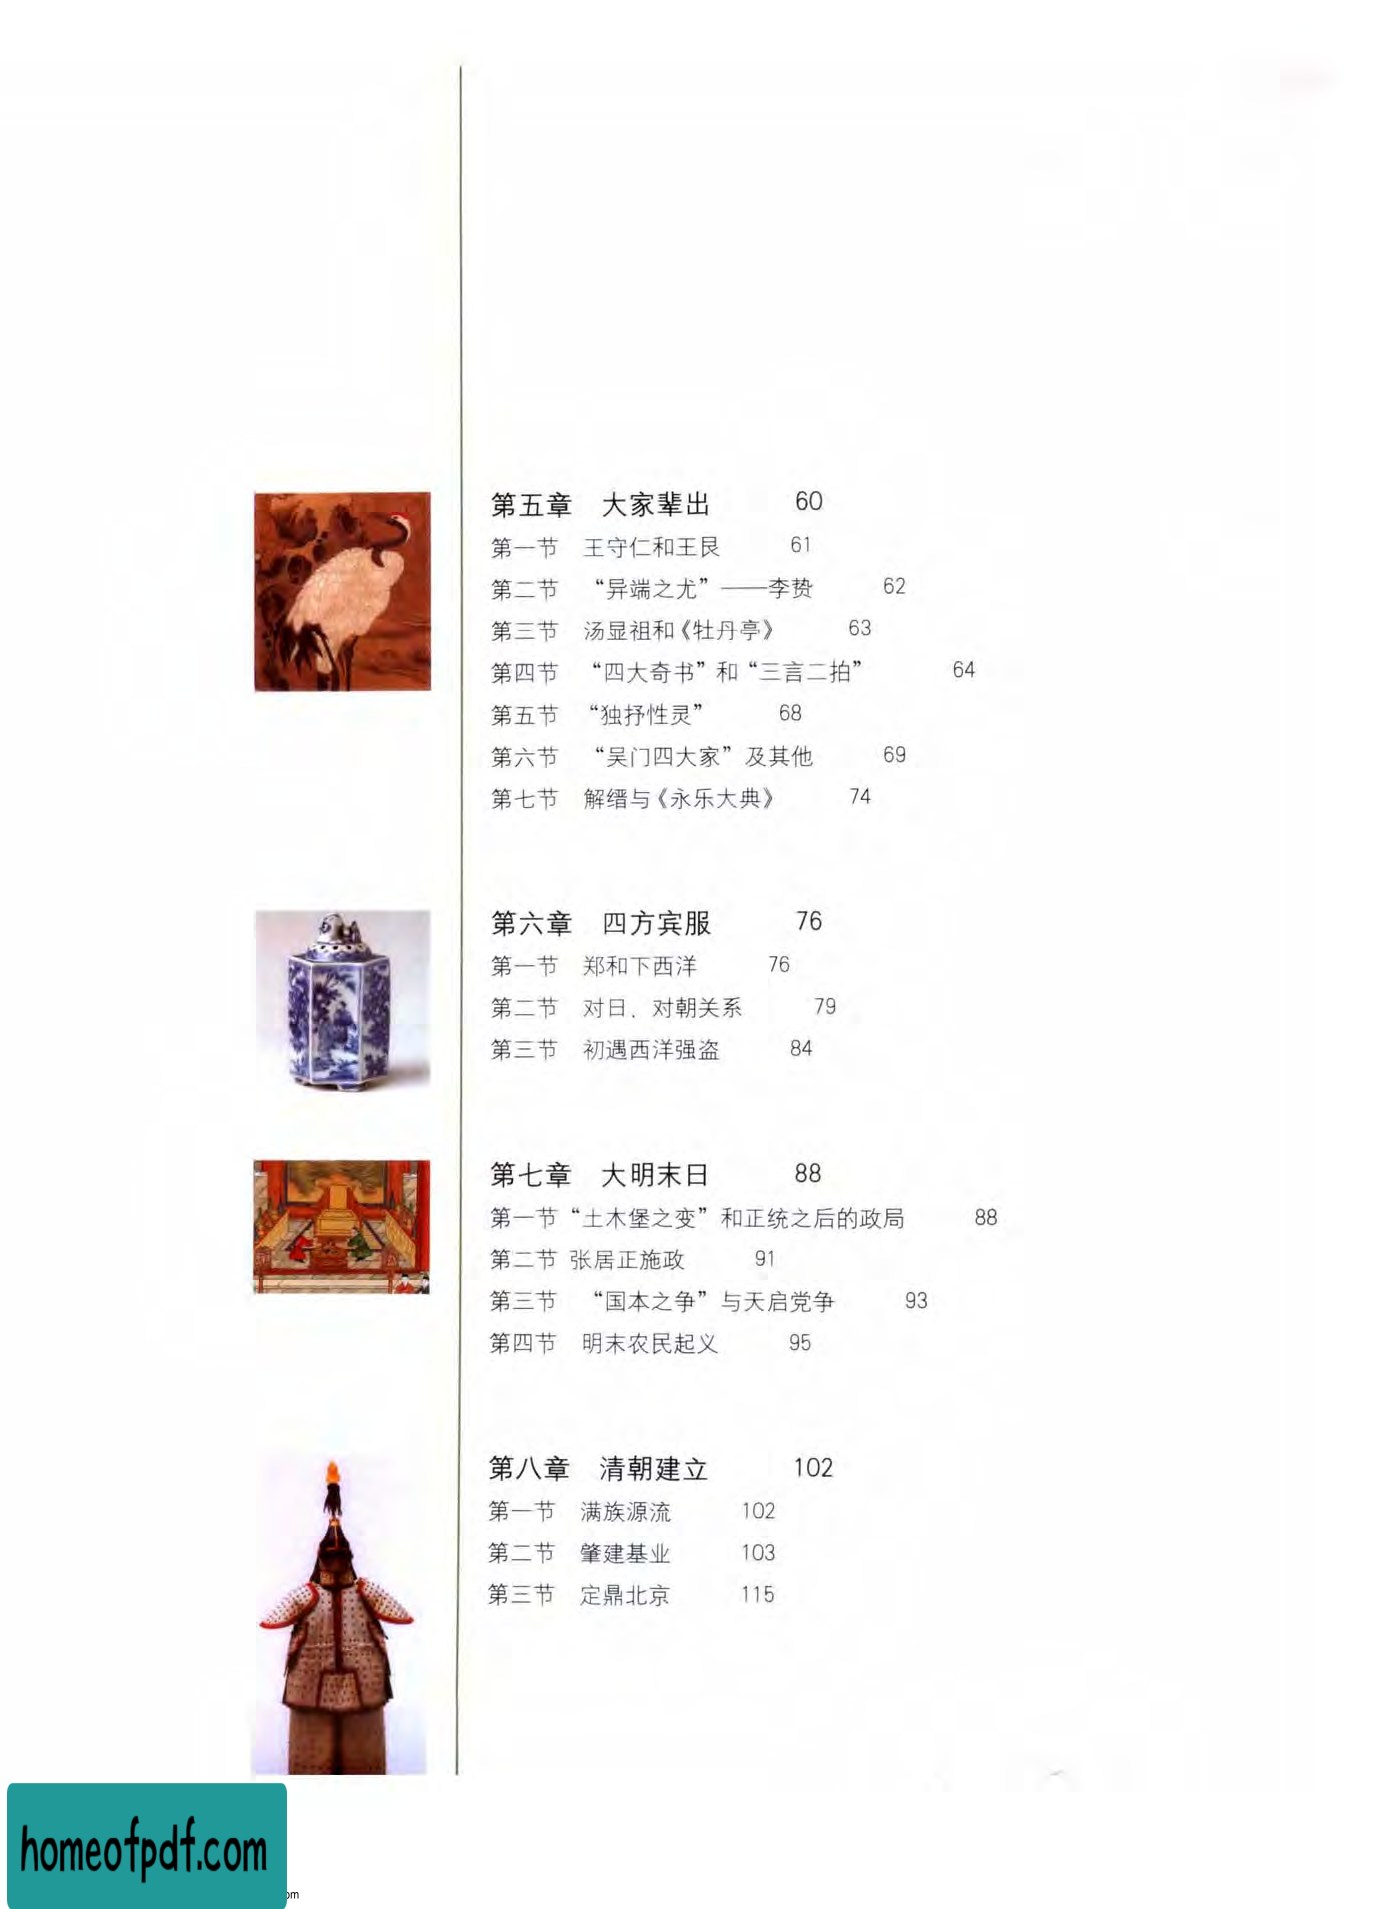 第五章 大家辈出 60
第一节 王守仁和王艮 61
第二节 “异端之尤”——李贽 62
第三节 汤显祖和《牡丹亭》 63
第四节 “四大奇书”和“三言二拍” 64
第五节 “独抒性灵” 68
第六节 “吴门四大家”及其他 69
第七节 解缙与《永乐大典》 74
第六章 四方宾服 76
第一节 郑和下西洋 76
第二节 对日、对朝关系 79
第三节 初遇西洋强盗 84
第七章 大明末日 88
第一节“土木堡之变”和正统之后的政局 88
第二节 张居正施政 91
第三节 “国本之争”与天启党争 93
第四节 明末农民起义 95
第八章 清朝建立 102
第一节 满族源流 102
第二节 肇建基业 103
第三节 定鼎北京 115
homeofpdf.com
om